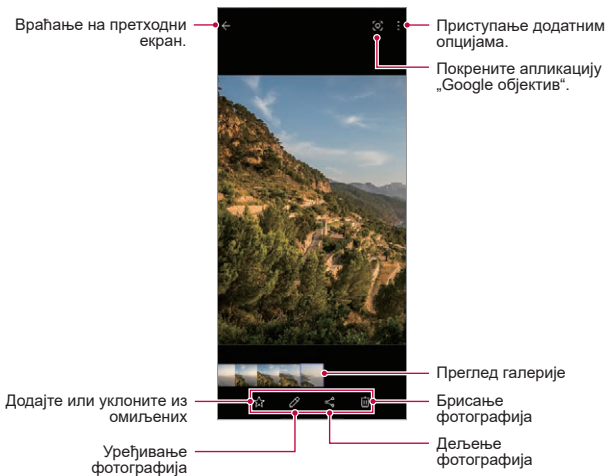 Враћање на претходни
екран.
Приступање додатним
опцијама.
Покрените апликацију
„Google објектив“.
Преглед галерије
Додајте или уклоните из
омиљених
Брисање
фотографија
Уређивање
фотографија
Дељење
фотографија